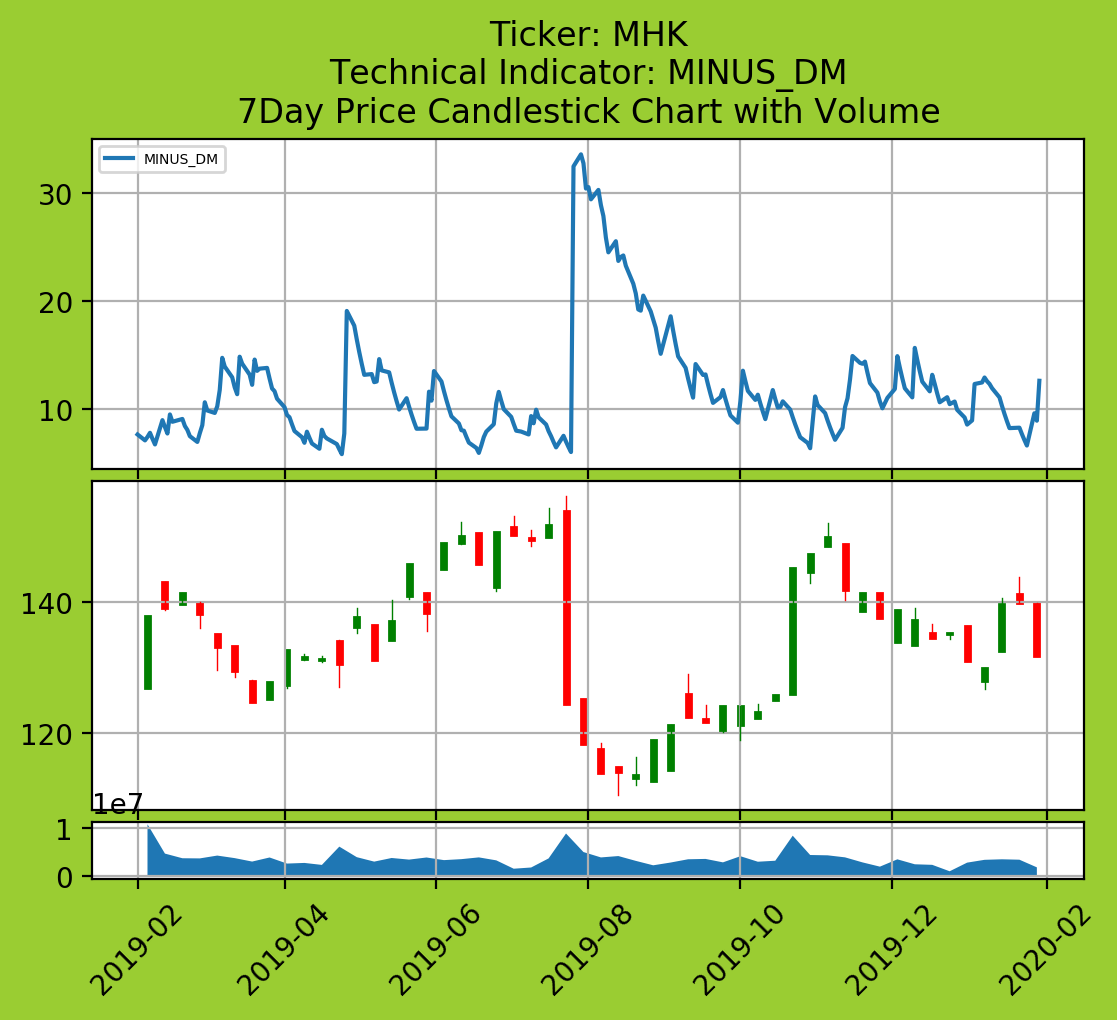 Ticker: MHK
Technical Indicator: MINUS_DM
7Day Price Candlestick Chart with Volume
MINUS_DM
30
20
10
140
120
1e7
1
0
2019-02
2019-04
2019-06
2019-08
2019-10
2019-12
2020-02